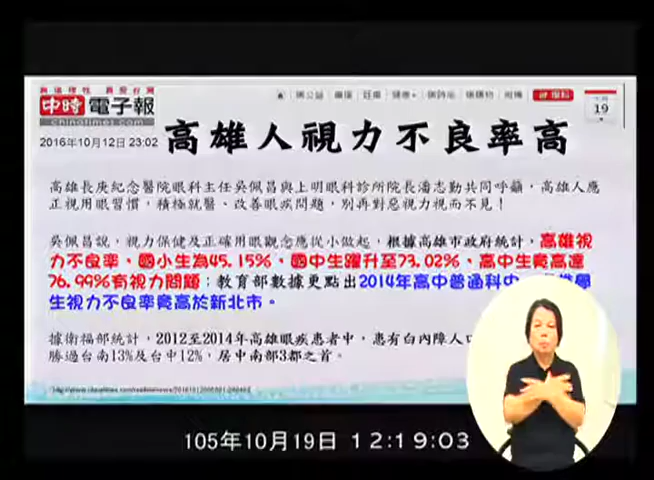 中時電子報
chinatimes.com
2016年10月12日 23:02
19
高雄人視力不良率高
高雄長庚紀念醫院眼科主任吳佩昌與上明眼科診所院長潘志勤共同呼籲,高雄人應
正視用眼習慣,積極就醫、改善眼疾問題,別再對惡視力視而不見!
吳佩昌說,視力保健及正確用眼觀念應從小做起,根據高雄市政府統計,高雄視
力不良率,國小生為45.15%、國中生躍升至73.02%、高中生竟高達
76.99%有視力問題;教育部數據更點出2014年高中普通科中,
生視力不良率竟高於新北市。
據衛福部統計,2012至2014年高雄眼疾患者中,患有白內障人
勝過台南13%及台中12%,居中南部3都之首。
105年10月19日 12:19:03